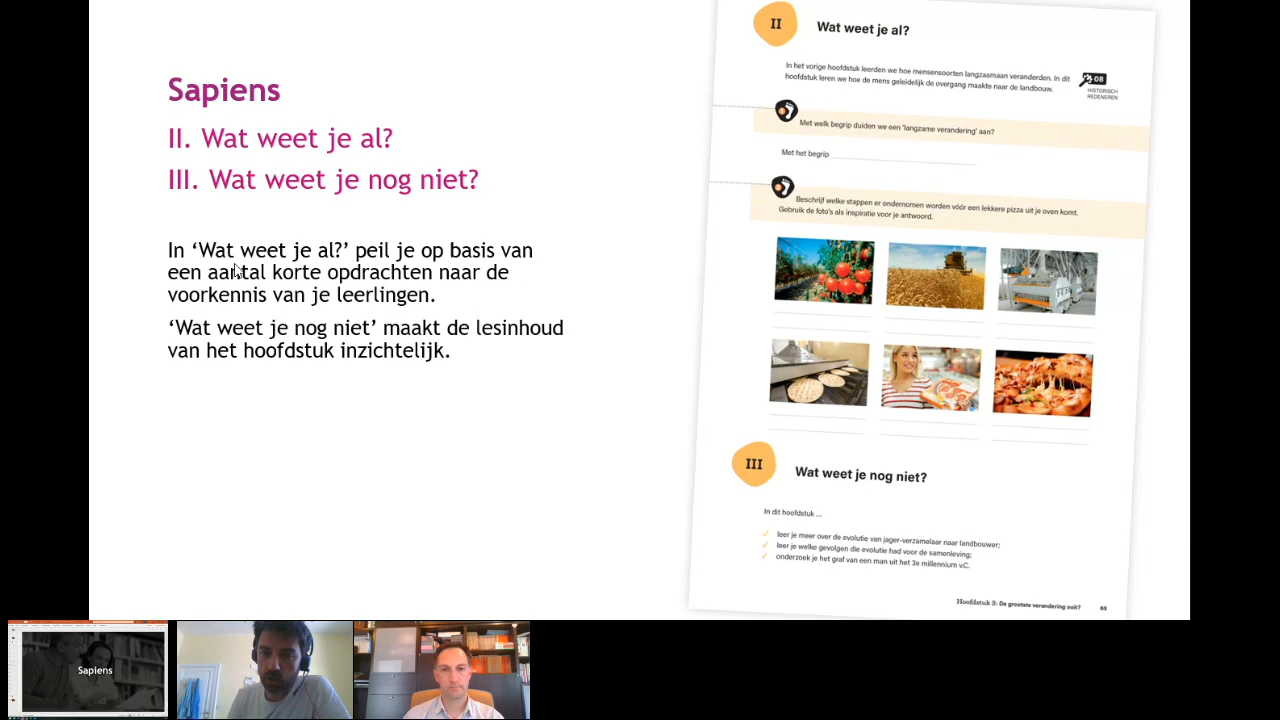 Sapiens
II. Wat weet je al?
III. Wat weet je nog niet?
In ‘Wat weet je al?’ peil je op basis van
een aantal korte opdrachten naar de
voorkennis van je leerlingen.
‘Wat weet je nog niet’ maakt de lesinhoud
van het hoofdstuk inzichtelijk.
II
Wat weet je al?
In het vorige hoofdstuk leerden we hoe mensensoorten langzaamaan veranderden. In dit
hoofdstuk leren we hoe de mens geleidelijk de overgang maakte naar de landbouw.
08
HISTORISCH
REDENEREN
Met welk begrip duiden we een ‘langzame verandering’ aan?
Met het begrip
Beschrijf welke stappen er ondernomen worden vóór een lekkere pizza uit je oven komt.
Gebruik de foto's als inspiratie voor je antwoord.
III
Wat weet je nog niet?
In dit hoofdstuk ...
✓ leer je meer over de evolutie van jager-verzamelaar naar landbouwer;
✓ leer je welke gevolgen die evolutie had voor de samenleving;
✓ onderzoek je het graf van een man uit het 3e millennium v.C.
Hoofdstuk 3: De grootste verandering ooit? 65
Sapiens